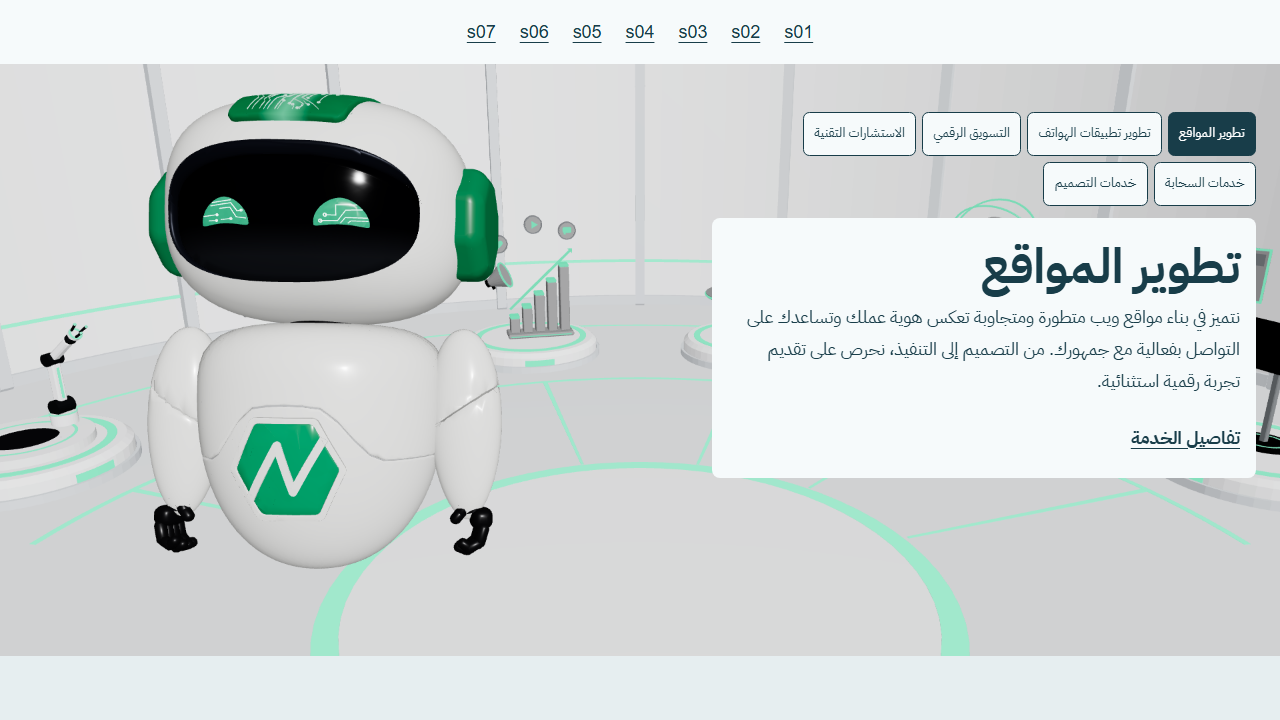 s01 s02 s03 s04 s05 s06 s07
تطوير المواقع تطوير تطبيقات الهواتف التسويق الرقمي الاستشارات التقنية
خدمات السحابة خدمات التصميم
تطوير المواقع
نتميز في بناء مواقع ويب متطورة ومتجاوبة تعكس هوية عملك وتساعدك على
التواصل بفعالية مع جمهورك. من التصميم إلى التنفيذ، نحرص على تقديم
تجربة رقمية استثنائية.
تفاصيل الخدمة